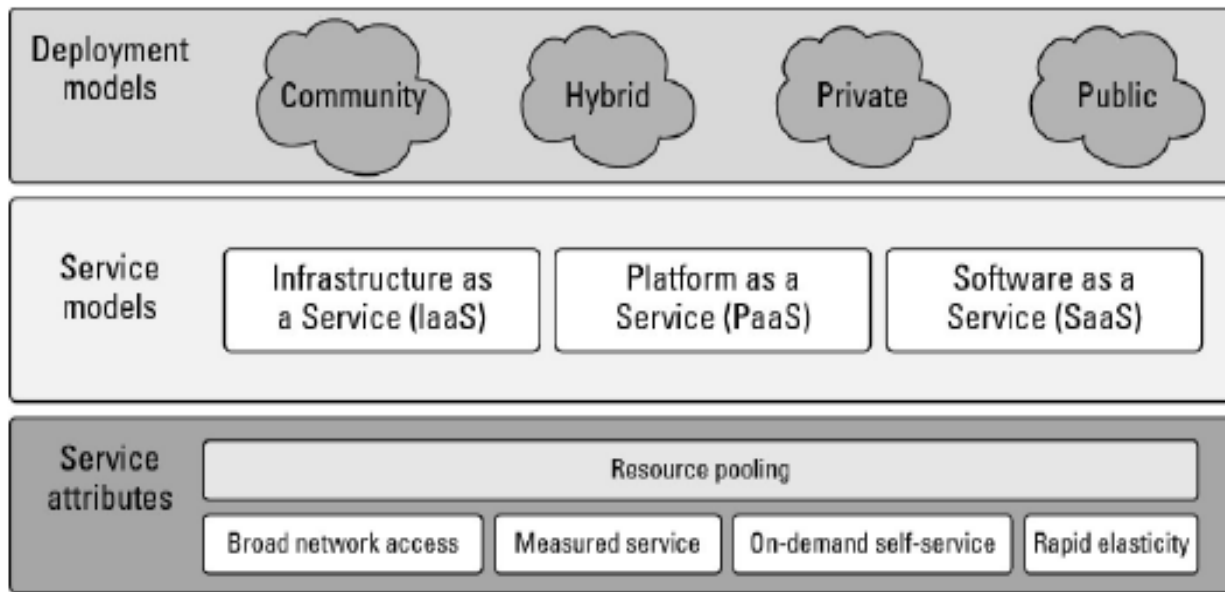 Deployment
models
Community
Hybrid
Private
Public
Service
models
Infrastructure as
a Service (IaaS)
Platform as a
Service (PaaS)
Software as a
Service (SaaS)
Service
attributes
Resource pooling
Broad network access
Measured service
On-demand self-service
Rapid elasticity